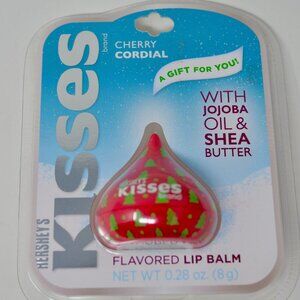 HERSHEY'S
KISSES
brand
CHERRY
CORDIAL
A GIFT FOR YOU!
WITH
JOJOBA
OIL &
SHEA
BUTTER
KISSES
brand
FLAVORED LIP BALM
NET WT 0.28 oz. (8g)